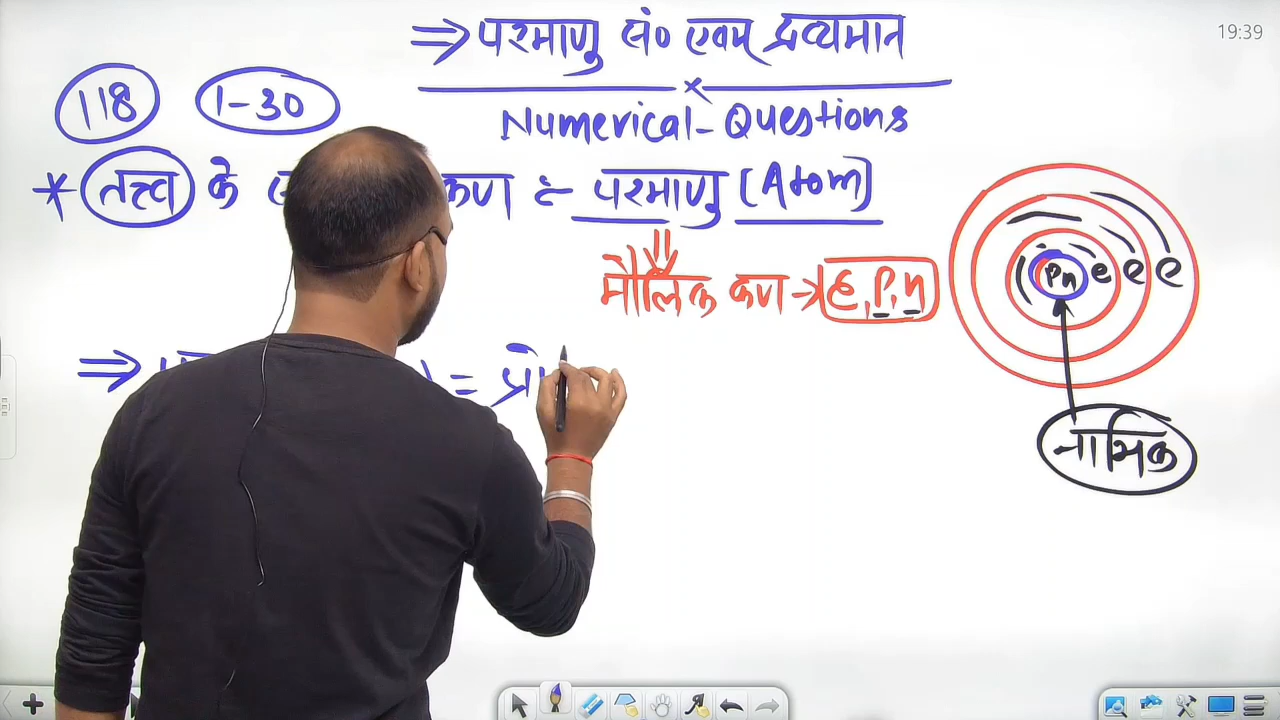 19:39
⇒ परमाणु सं० एवम् द्रव्यमान
118 1-30
Numerical-Questions
* तत्त्व के कण = परमाणु (Atom)
मौलिक कण → e, P, n
Pn e e e
⇒ =
नाभिक